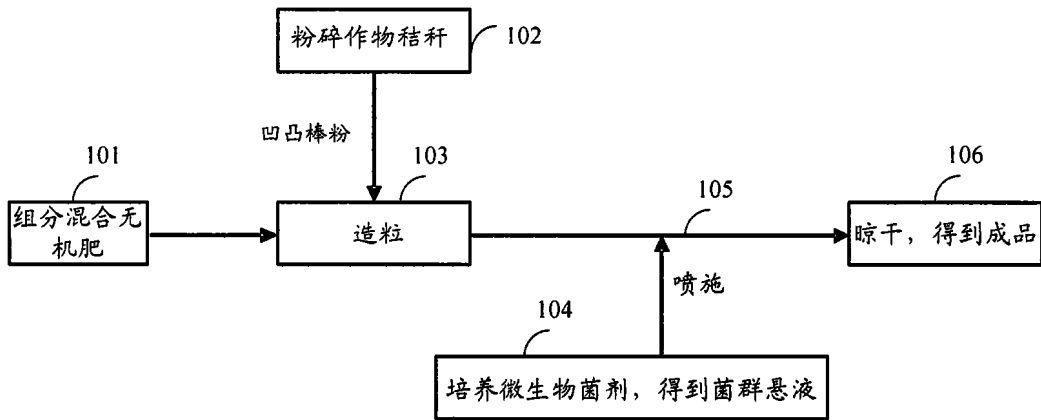 粉碎作物秸秆
102
凹凸棒粉
101
103
106
组分混合无
机肥
造粒
105
晾干，得到成品
喷施
104
培养微生物菌剂，得到菌群悬液